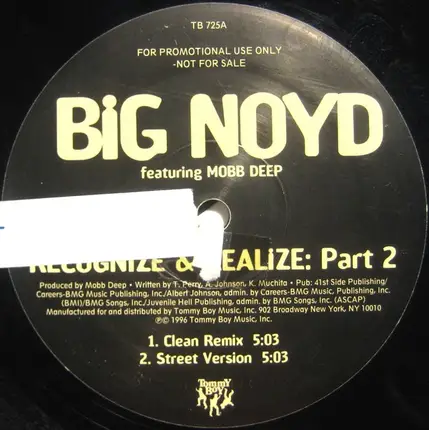 TB 725A
FOR PROMOTIONAL USE ONLY
-NOT FOR SALE
BiG NOYD
featuring MOBB DEEP
RECOGNiZE & REALiZE: Part 2
Produced by Mobb Deep • Written by T. Perry, A. Johnson, K. Muchita • Pub: 41st Side Publishing/
Careers-BMG Music Publishing, Inc./Albert Johnson, admin. by Careers-BMG Music, Publishing, Inc.
(BMI)/BMG Songs, Inc./Juvenile Hell Publishing, admin. by BMG Songs, Inc. (ASCAP)
Manufactured for and distributed by Tommy Boy Music, Inc. 902 Broadway New York, NY 10010
℗© 1996 Tommy Boy Music, Inc.
1. Clean Remix 5:03
2. Street Version 5:03
TOMMY
BOY